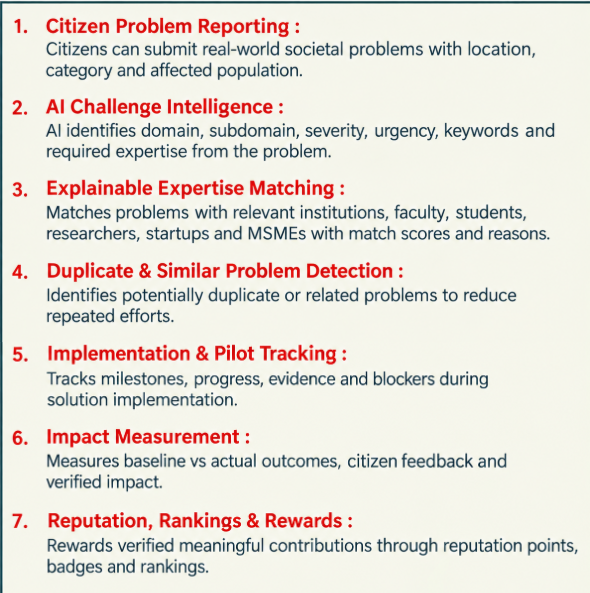 1. Citizen Problem Reporting :
Citizens can submit real-world societal problems with location,
category and affected population.
2. AI Challenge Intelligence :
AI identifies domain, subdomain, severity, urgency, keywords and
required expertise from the problem.
3. Explainable Expertise Matching :
Matches problems with relevant institutions, faculty, students,
researchers, startups and MSMEs with match scores and reasons.
4. Duplicate & Similar Problem Detection :
Identifies potentially duplicate or related problems to reduce
repeated efforts.
5. Implementation & Pilot Tracking :
Tracks milestones, progress, evidence and blockers during
solution implementation.
6. Impact Measurement :
Measures baseline vs actual outcomes, citizen feedback and
verified impact.
7. Reputation, Rankings & Rewards :
Rewards verified meaningful contributions through reputation points,
badges and rankings.